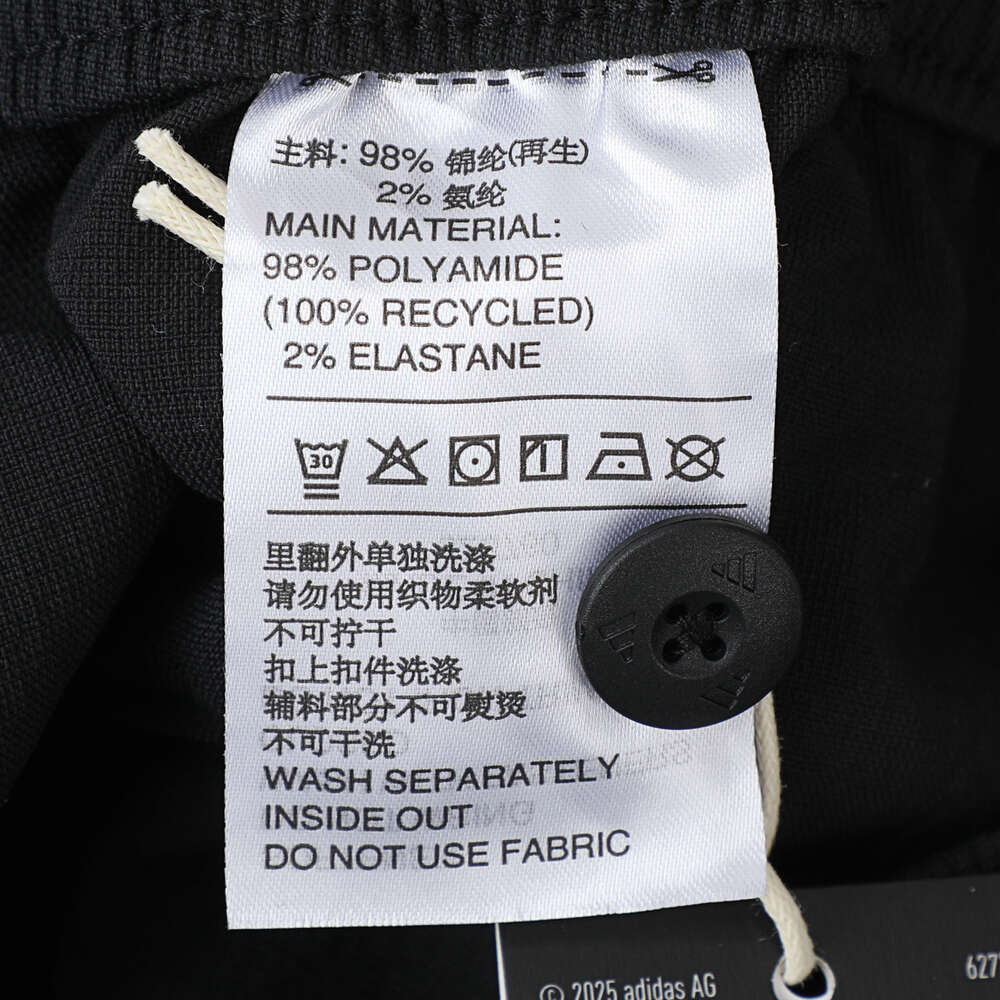 主料: 98% 锦纶(再生)
2% 氨纶
MAIN MATERIAL:
98% POLYAMIDE
(100% RECYCLED)
2% ELASTANE
30
里翻外单独洗涤
请勿使用织物柔软剂
不可拧干
扣上扣件洗涤
辅料部分不可熨烫
不可干洗
WASH SEPARATELY
INSIDE OUT
DO NOT USE FABRIC
© 2025 adidas AG